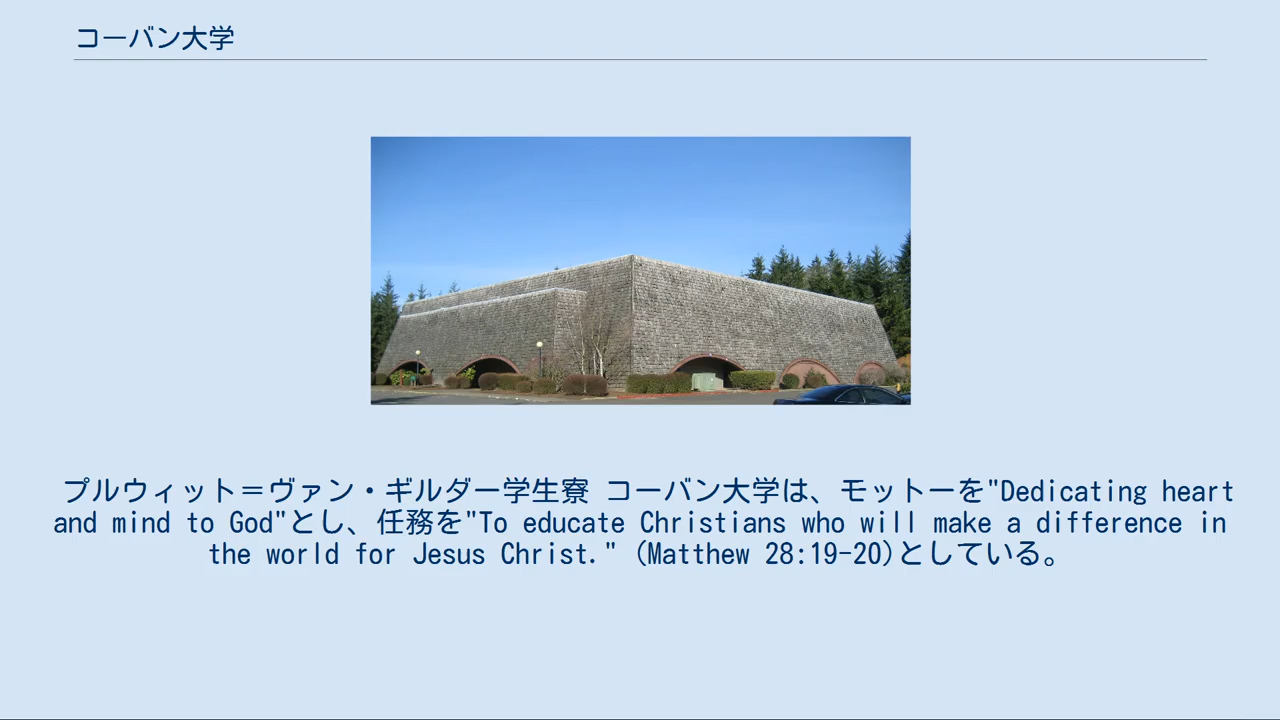 コーバン大学
プルウィット＝ヴァン・ギルダー学生寮 コーバン大学は、モットーを"Dedicating heart
and mind to God"とし、任務を"To educate Christians who will make a difference in
the world for Jesus Christ." (Matthew 28:19-20)としている。